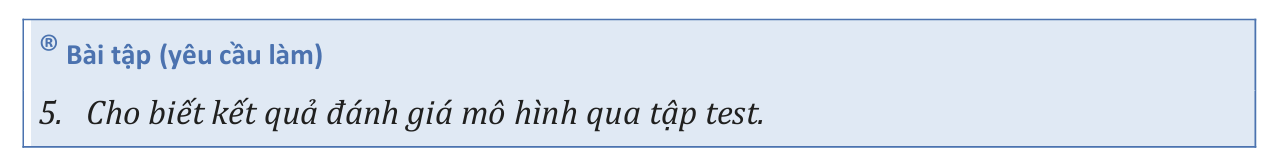 ® Bài tập (yêu cầu làm)
5. Cho biết kết quả đánh giá mô hình qua tập test.